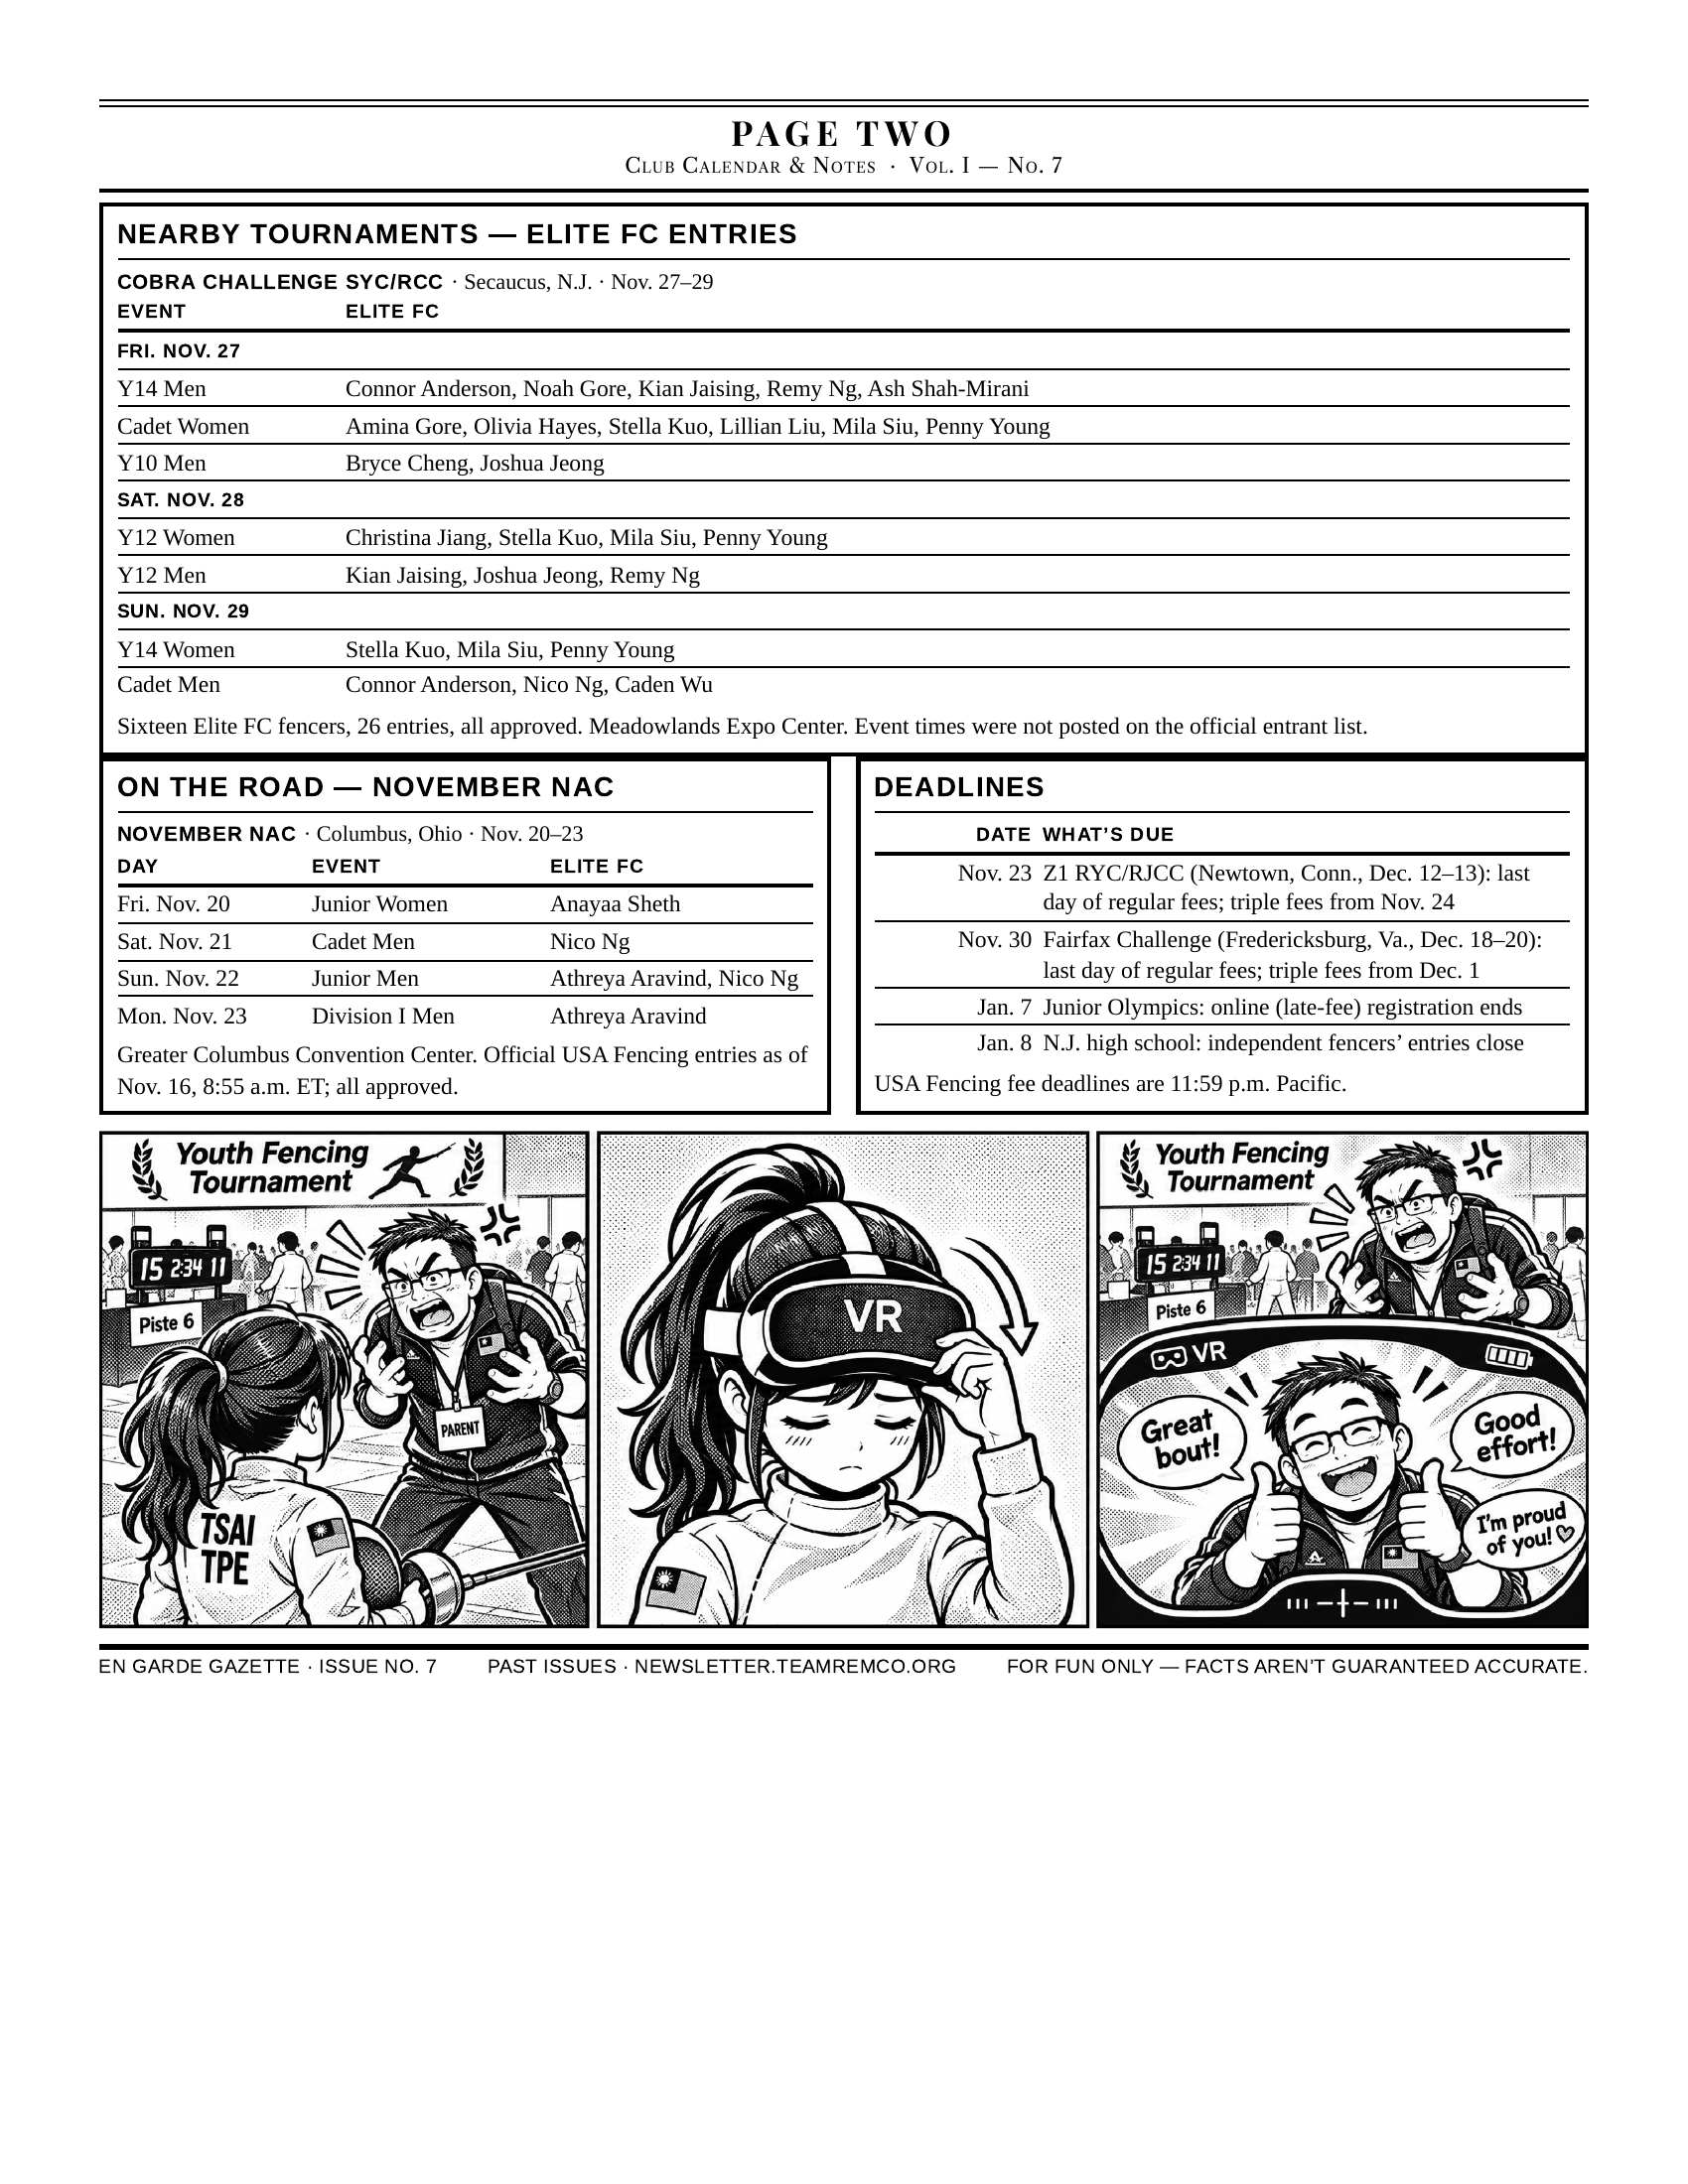 PAGE TWO
Club Calendar & Notes · Vol. I — No. 7
NEARBY TOURNAMENTS — ELITE FC ENTRIES
COBRA CHALLENGE SYC/RCC · Secaucus, N.J. · Nov. 27–29
EVENT ELITE FC
FRI. NOV. 27
Y14 Men Connor Anderson, Noah Gore, Kian Jaising, Remy Ng, Ash Shah-Mirani
Cadet Women Amina Gore, Olivia Hayes, Stella Kuo, Lillian Liu, Mila Siu, Penny Young
Y10 Men Bryce Cheng, Joshua Jeong
SAT. NOV. 28
Y12 Women Christina Jiang, Stella Kuo, Mila Siu, Penny Young
Y12 Men Kian Jaising, Joshua Jeong, Remy Ng
SUN. NOV. 29
Y14 Women Stella Kuo, Mila Siu, Penny Young
Cadet Men Connor Anderson, Nico Ng, Caden Wu
Sixteen Elite FC fencers, 26 entries, all approved. Meadowlands Expo Center. Event times were not posted on the official entrant list.
ON THE ROAD — NOVEMBER NAC
NOVEMBER NAC · Columbus, Ohio · Nov. 20–23
DAY EVENT ELITE FC
Fri. Nov. 20 Junior Women Anayaa Sheth
Sat. Nov. 21 Cadet Men Nico Ng
Sun. Nov. 22 Junior Men Athreya Aravind, Nico Ng
Mon. Nov. 23 Division I Men Athreya Aravind
Greater Columbus Convention Center. Official USA Fencing entries as of
Nov. 16, 8:55 a.m. ET; all approved.
DEADLINES
DATE WHAT’S DUE
Nov. 23 Z1 RYC/RJCC (Newtown, Conn., Dec. 12–13): last
day of regular fees; triple fees from Nov. 24
Nov. 30 Fairfax Challenge (Fredericksburg, Va., Dec. 18–20):
last day of regular fees; triple fees from Dec. 1
Jan. 7 Junior Olympics: online (late-fee) registration ends
Jan. 8 N.J. high school: independent fencers’ entries close
USA Fencing fee deadlines are 11:59 p.m. Pacific.
Youth Fencing
Tournament
15 2:34 11
Piste 6
PARENT
TSAI
TPE
VR
Youth Fencing
Tournament
15 2:34 11
Piste 6
VR
Great
bout!
Good
effort!
I'm proud
of you!
EN GARDE GAZETTE · ISSUE NO. 7 PAST ISSUES · NEWSLETTER.TEAMREMCO.ORG FOR FUN ONLY — FACTS AREN’T GUARANTEED ACCURATE.